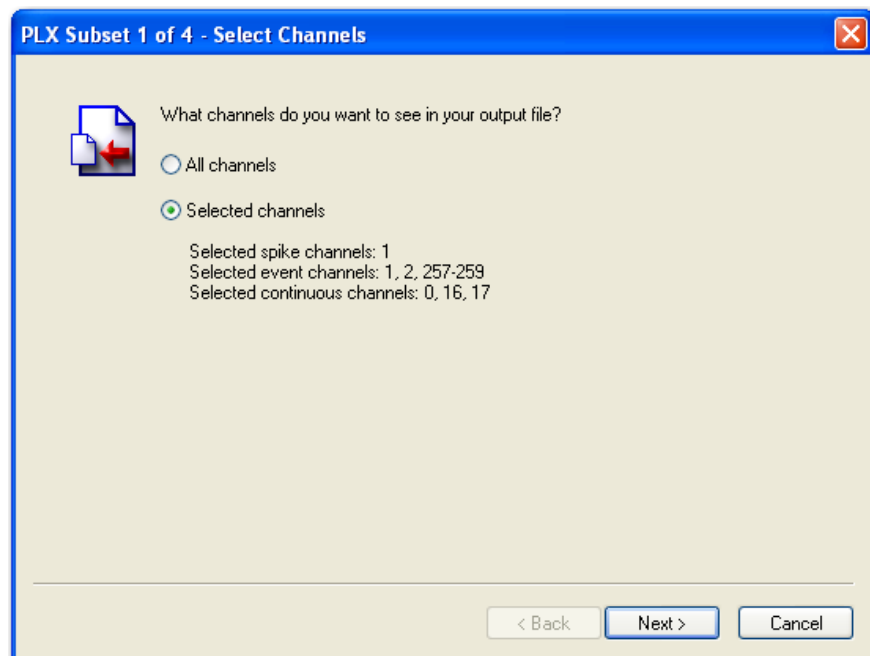 PLX Subset 1 of 4 - Select Channels
What channels do you want to see in your output file?
All channels
Selected channels
Selected spike channels: 1
Selected event channels: 1, 2, 257-259
Selected continuous channels: 0, 16, 17
< Back
Next >
Cancel